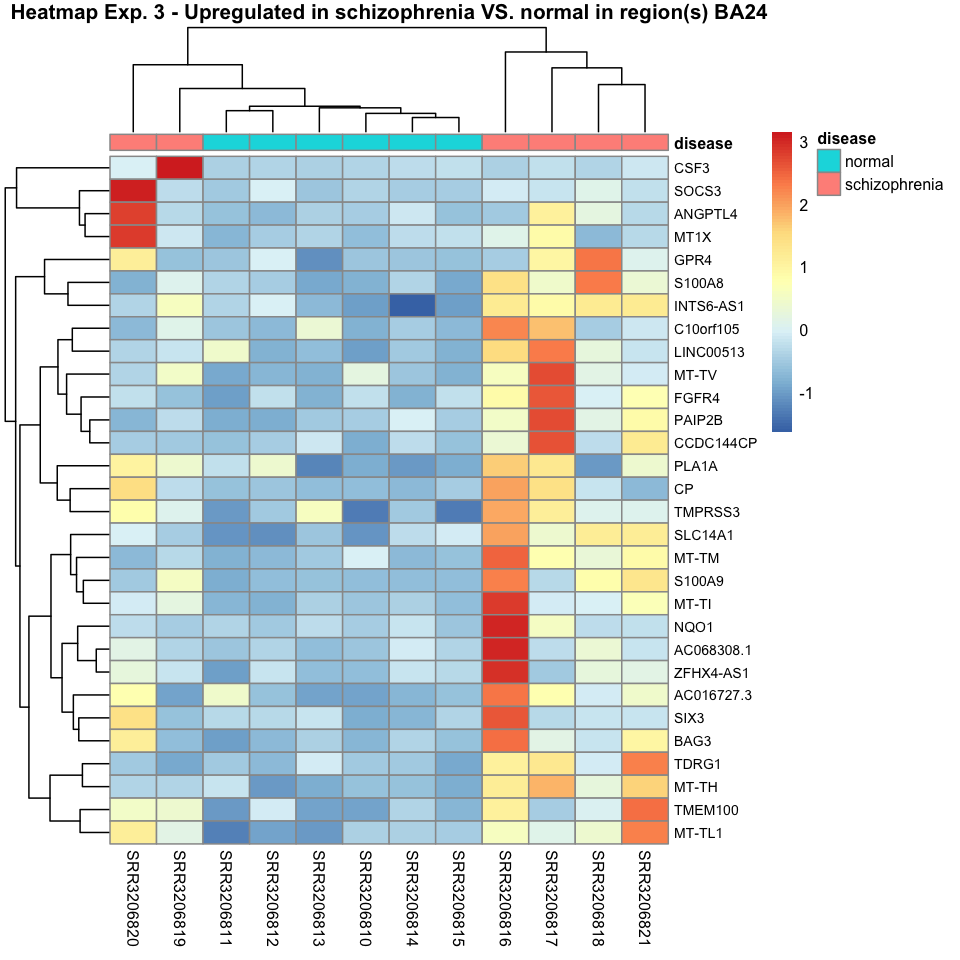 Heatmap Exp. 3 - Upregulated in schizophrenia VS. normal in region(s) BA24
disease
CSF3
SOCS3
ANGPTL4
MT1X
GPR4
S100A8
INTS6-AS1
C10orf105
LINC00513
MT-TV
FGFR4
PAIP2B
CCDC144CP
PLA1A
CP
TMPRSS3
SLC14A1
MT-TM
S100A9
MT-TI
NQO1
AC068308.1
ZFHX4-AS1
AC016727.3
SIX3
BAG3
TDRG1
MT-TH
TMEM100
MT-TL1
3
2
1
0
-1
disease
normal
schizophrenia
SRR3206820
SRR3206819
SRR3206811
SRR3206812
SRR3206813
SRR3206810
SRR3206814
SRR3206815
SRR3206816
SRR3206817
SRR3206818
SRR3206821